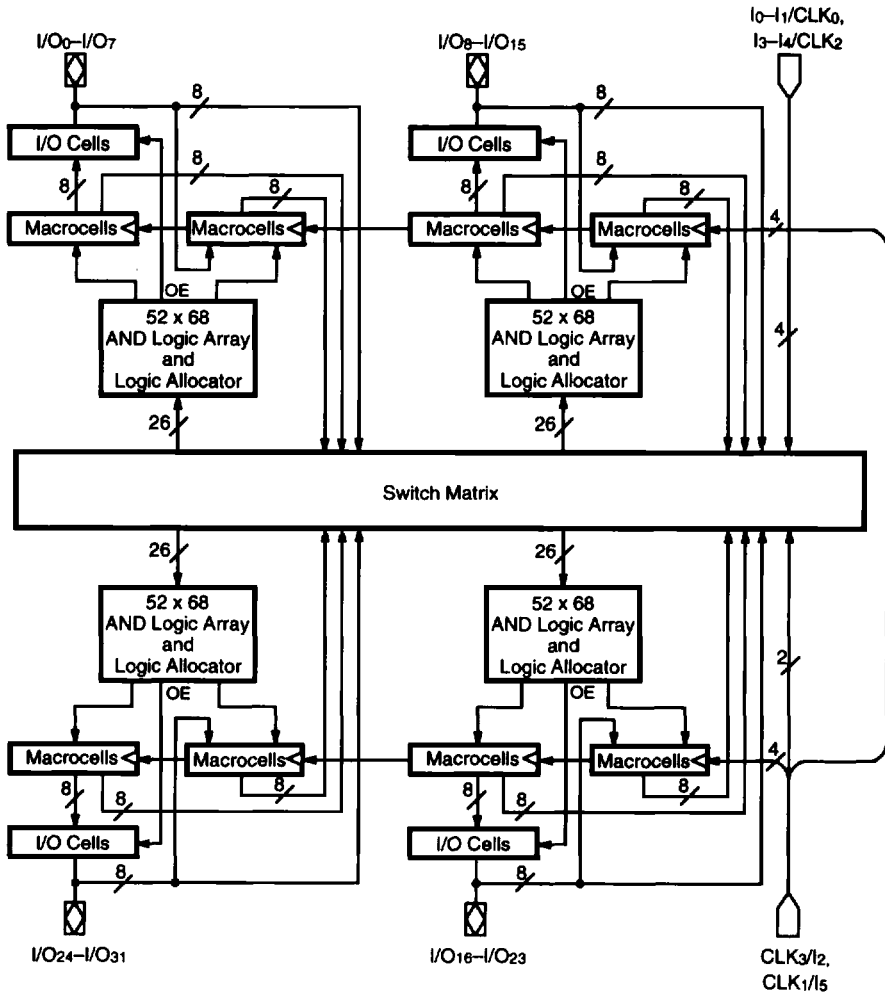 I/O0–I/O7
I/O8–I/O15
I0–I1/CLK0,
I3–I4/CLK2
8
8
I/O Cells
I/O Cells
8
8
8
8
8
8
Macrocells
Macrocells
Macrocells
Macrocells
4
OE
OE
52 x 68
AND Logic Array
and
Logic Allocator
52 x 68
AND Logic Array
and
Logic Allocator
4
26
26
Switch Matrix
26
26
52 x 68
AND Logic Array
and
Logic Allocator
52 x 68
AND Logic Array
and
Logic Allocator
2
OE
OE
Macrocells
Macrocells
Macrocells
Macrocells
4
8
8
8
8
8
8
I/O Cells
I/O Cells
8
8
I/O24–I/O31
I/O16–I/O23
CLK3/I2,
CLK1/I5